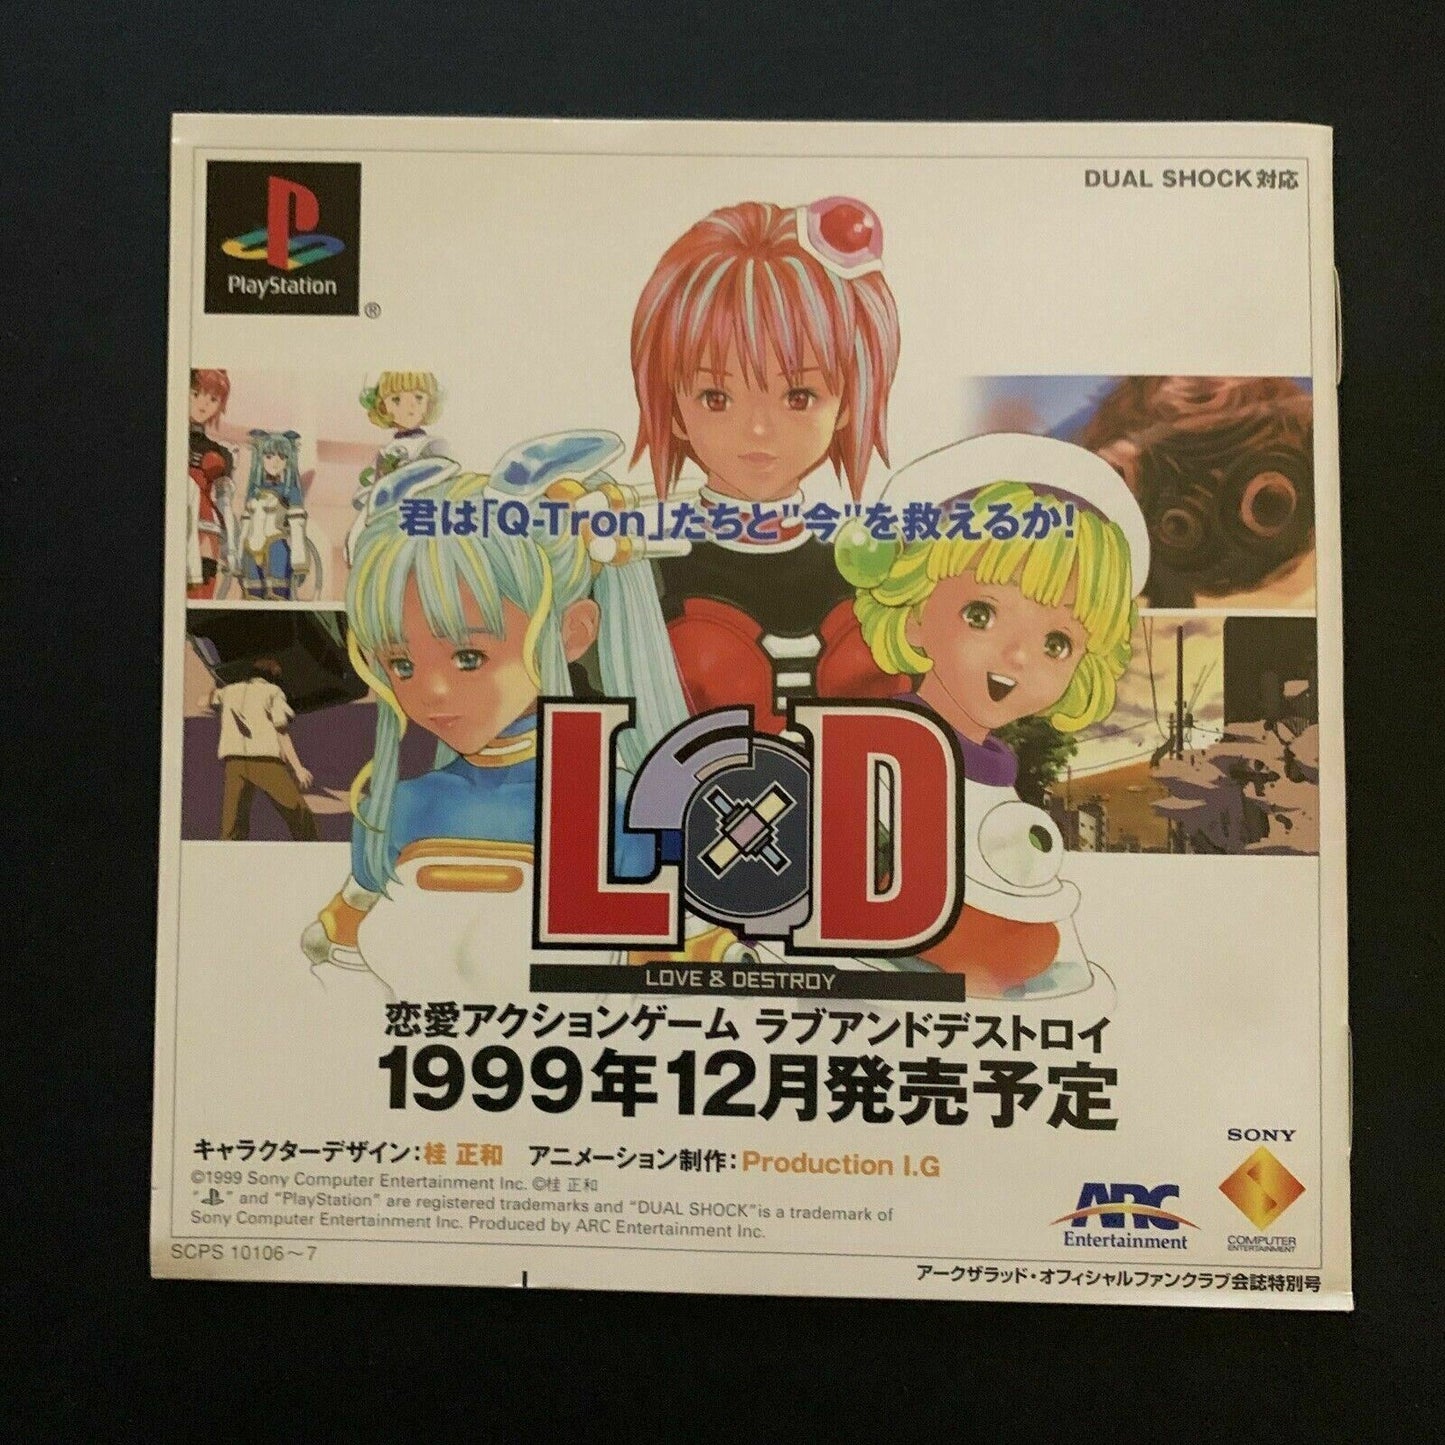 PlayStation
®
DUAL SHOCK対応
君は「Q-Tron」たちと"今"を救えるか!
LD
LOVE & DESTROY
恋愛アクションゲーム ラブアンドデストロイ
1999年12月発売予定
キャラクターデザイン:桂 正和 アニメーション制作:Production I.G
©1999 Sony Computer Entertainment Inc. ©桂 正和
" " and "PlayStation" are registered trademarks and "DUAL SHOCK"is a trademark of
Sony Computer Entertainment Inc. Produced by ARC Entertainment Inc.
ARC
Entertainment
SONY
COMPUTER
ENTERTAINMENT
SCPS 10106~7
アークザラッド・オフィシャルファンクラブ会誌特別号